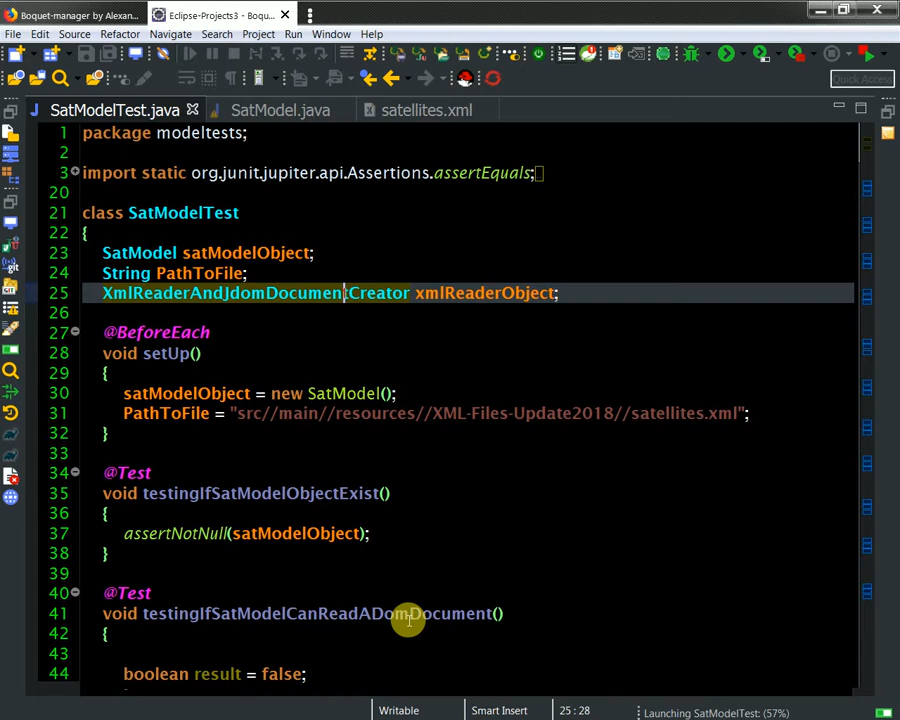 Boquet-manager by Alexan
Eclipse-Projects3 - Boqu...
File Edit Source Refactor Navigate Search Project Run Window Help
Quick Access
SatModelTest.java SatModel.java satellites.xml
1 package modeltests;
2
3 import static org.junit.jupiter.api.Assertions.assertEquals;
20
21 class SatModelTest
22 {
23 SatModel satModelObject;
24 String PathToFile;
25 XmlReaderAndJdomDocumentCreator xmlReaderObject;
26
27 @BeforeEach
28 void setUp()
29 {
30 satModelObject = new SatModel();
31 PathToFile = "src//main//resources//XML-Files-Update2018//satellites.xml";
32 }
33
34 @Test
35 void testingIfSatModelObjectExist()
36 {
37 assertNotNull(satModelObject);
38 }
39
40 @Test
41 void testingIfSatModelCanReadADomDocument()
42 {
43
44 boolean result = false;
Writable Smart Insert 25 : 28 Launching SatModelTest: (57%)